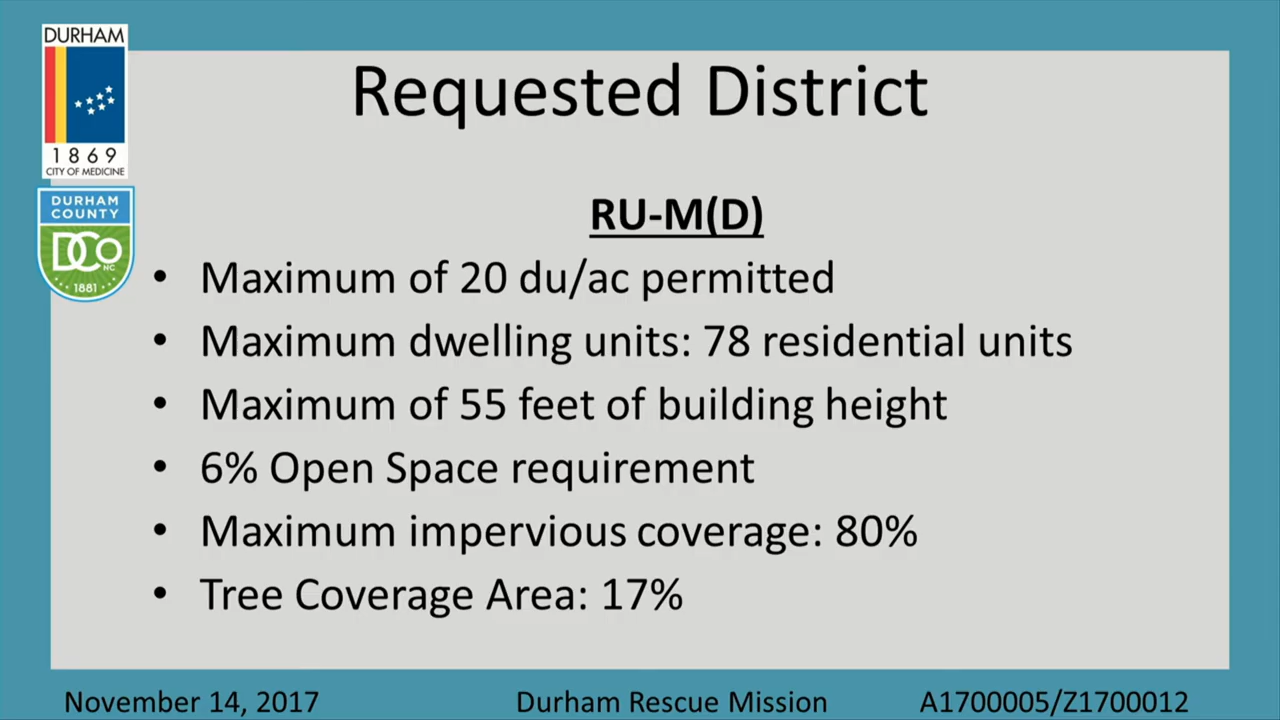 DURHAM
1869
CITY OF MEDICINE
DURHAM
COUNTY
DCo
NC
1881
Requested District
RU-M(D)
• Maximum of 20 du/ac permitted
• Maximum dwelling units: 78 residential units
• Maximum of 55 feet of building height
• 6% Open Space requirement
• Maximum impervious coverage: 80%
• Tree Coverage Area: 17%
November 14, 2017 Durham Rescue Mission A1700005/Z1700012